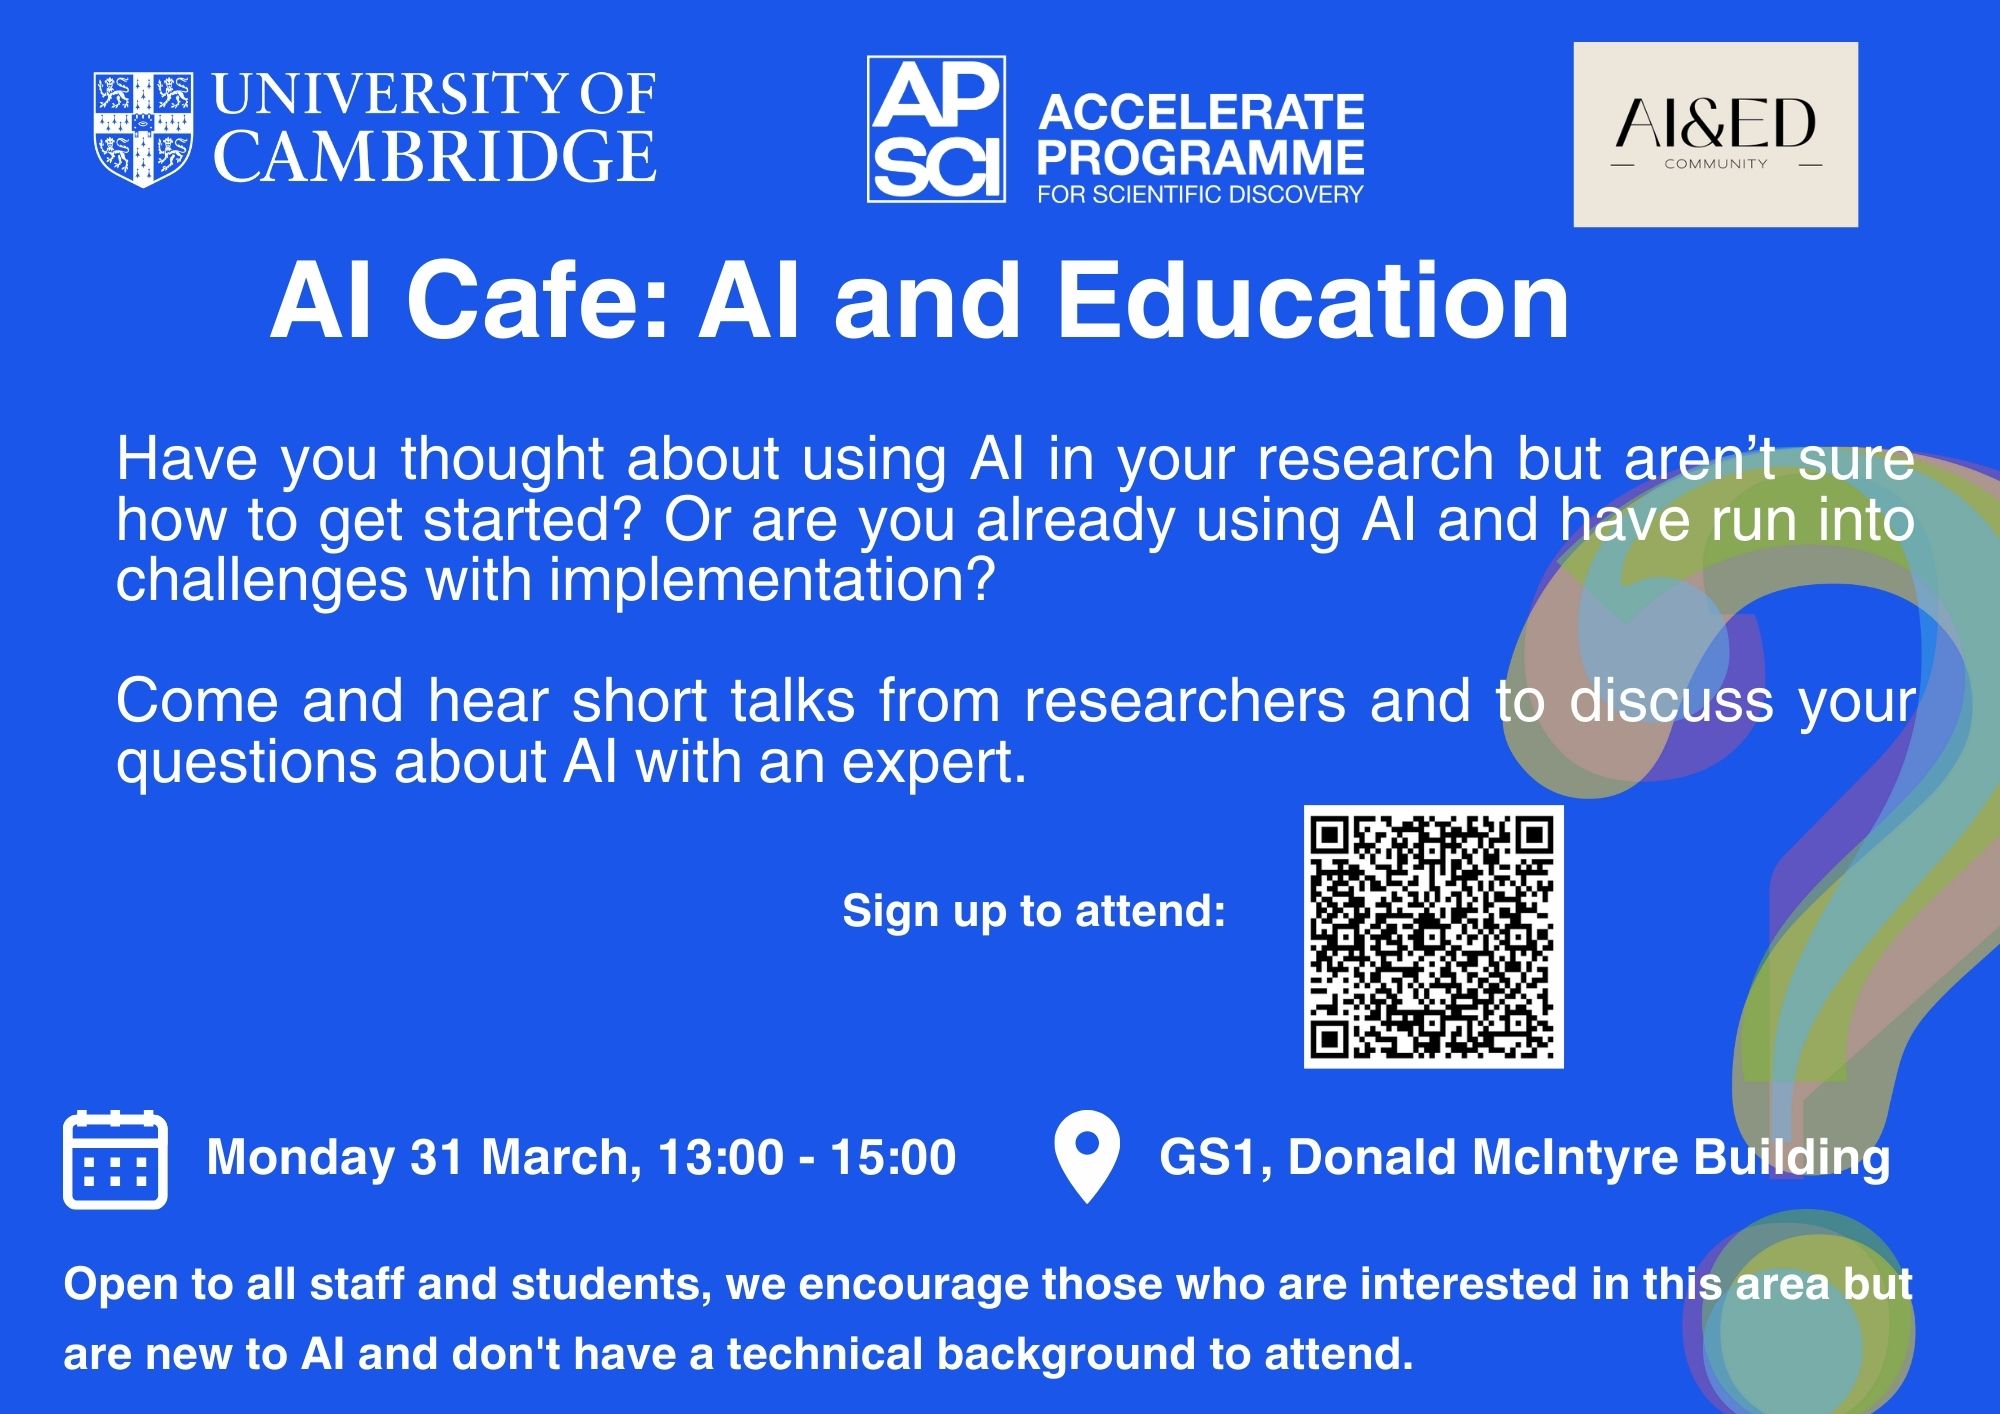 UNIVERSITY OF
CAMBRIDGE
AP
SCI
ACCELERATE
PROGRAMME
FOR SCIENTIFIC DISCOVERY
AI&ED
COMMUNITY
AI Cafe: AI and Education
Have you thought about using AI in your research but aren’t sure
how to get started? Or are you already using AI and have run into
challenges with implementation?
Come and hear short talks from researchers and to discuss your
questions about AI with an expert.
Sign up to attend:
Monday 31 March, 13:00 - 15:00
GS1, Donald McIntyre Building
Open to all staff and students, we encourage those who are interested in this area but
are new to AI and don't have a technical background to attend.